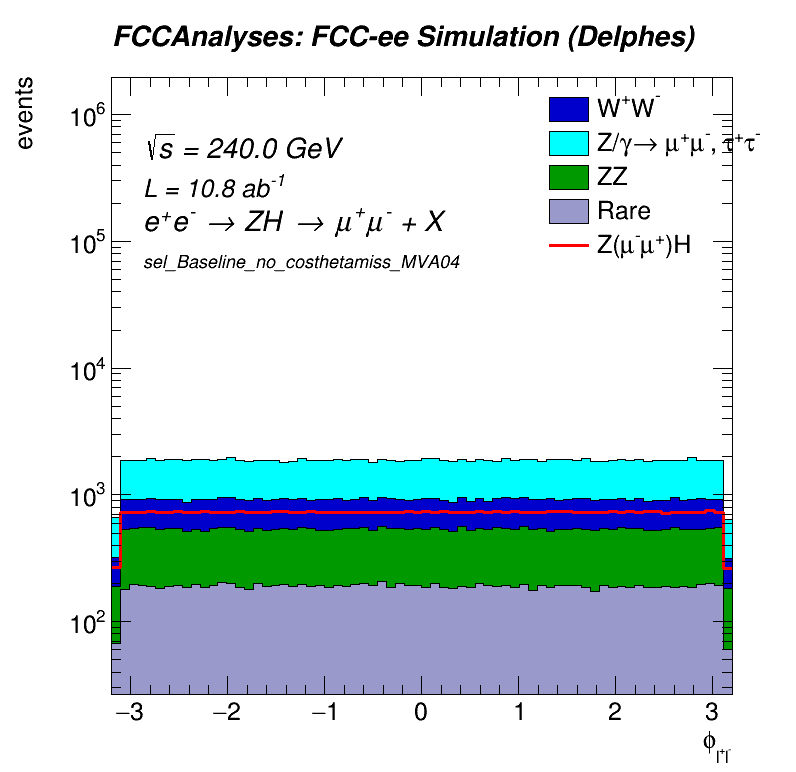 FCCAnalyses: FCC-ee Simulation (Delphes)
events
10⁶
10⁵
10⁴
10³
10²
√s = 240.0 GeV
L = 10.8 ab⁻¹
e⁺e⁻ → ZH → μ⁺μ⁻ + X
sel_Baseline_no_costhetamiss_MVA04
W⁺W⁻
Z/γ→ μ⁺μ⁻, τ⁺τ⁻
ZZ
Rare
Z(μ⁻μ⁺)H
−3 −2 −1 0 1 2 3
ϕ_l⁺l⁻